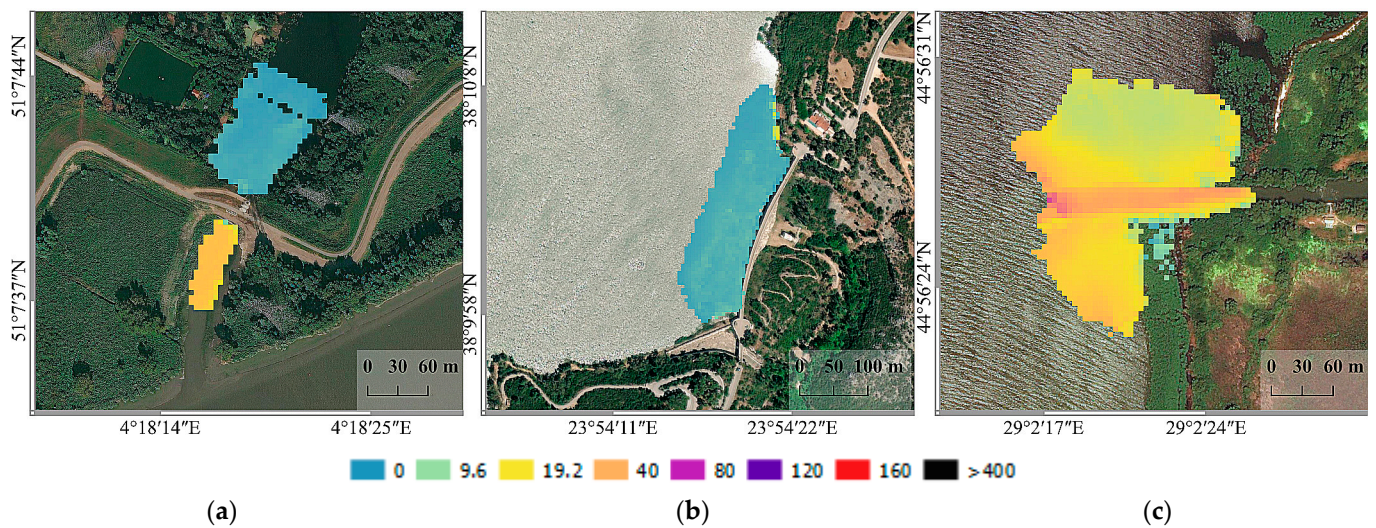 51°7′44″N
51°7′37″N
4°18′14″E
4°18′25″E
0 30 60 m
38°10′8″N
38°9′58″N
23°54′11″E
23°54′22″E
0 50 100 m
44°56′31″N
44°56′24″N
29°2′17″E
29°2′24″E
0 30 60 m
0 9.6 19.2 40 80 120 160 >400
(a) (b) (c)